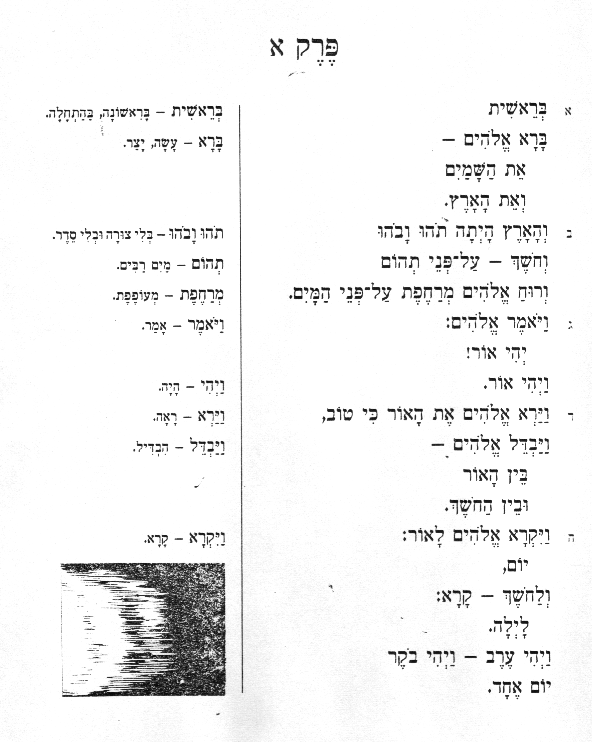 פֶּרֶק א
א בְּרֵאשִׁית
בָּרָא אֱלֹהִים –
אֵת הַשָּׁמַיִם
וְאֵת הָאָרֶץ.
ב וְהָאָרֶץ הָיְתָה תֹהוּ וָבֹהוּ
וְחֹשֶׁךְ – עַל־פְּנֵי תְהוֹם
וְרוּחַ אֱלֹהִים מְרַחֶפֶת עַל־פְּנֵי הַמָּיִם.
ג וַיֹּאמֶר אֱלֹהִים:
יְהִי אוֹר!
וַיְהִי אוֹר.
ד וַיַּרְא אֱלֹהִים אֶת הָאוֹר כִּי טוֹב,
וַיַּבְדֵּל אֱלֹהִים –
בֵּין הָאוֹר
וּבֵין הַחֹשֶׁךְ.
ה וַיִּקְרָא אֱלֹהִים לָאוֹר:
יוֹם,
וְלַחֹשֶׁךְ – קָרָא:
לָיְלָה.
וַיְהִי עֶרֶב – וַיְהִי בֹקֶר
יוֹם אֶחָד.
בְּרֵאשִׁית – בָּרִאשׁוֹנָה, בַּהַתְחָלָה.
בָּרָא – עָשָׂה, יָצַר.
תֹהוּ וָבֹהוּ – בְּלִי צוּרָה וּבְלִי סֵדֶר.
תְהוֹם – מַיִם רַבִּים.
מְרַחֶפֶת – מְעוֹפֶפֶת.
וַיֹּאמֶר – אָמַר.
וַיְהִי – הָיָה.
וַיַּרְא – רָאָה.
וַיַּבְדֵּל – הִבְדִּיל.
וַיִּקְרָא – קָרָא.